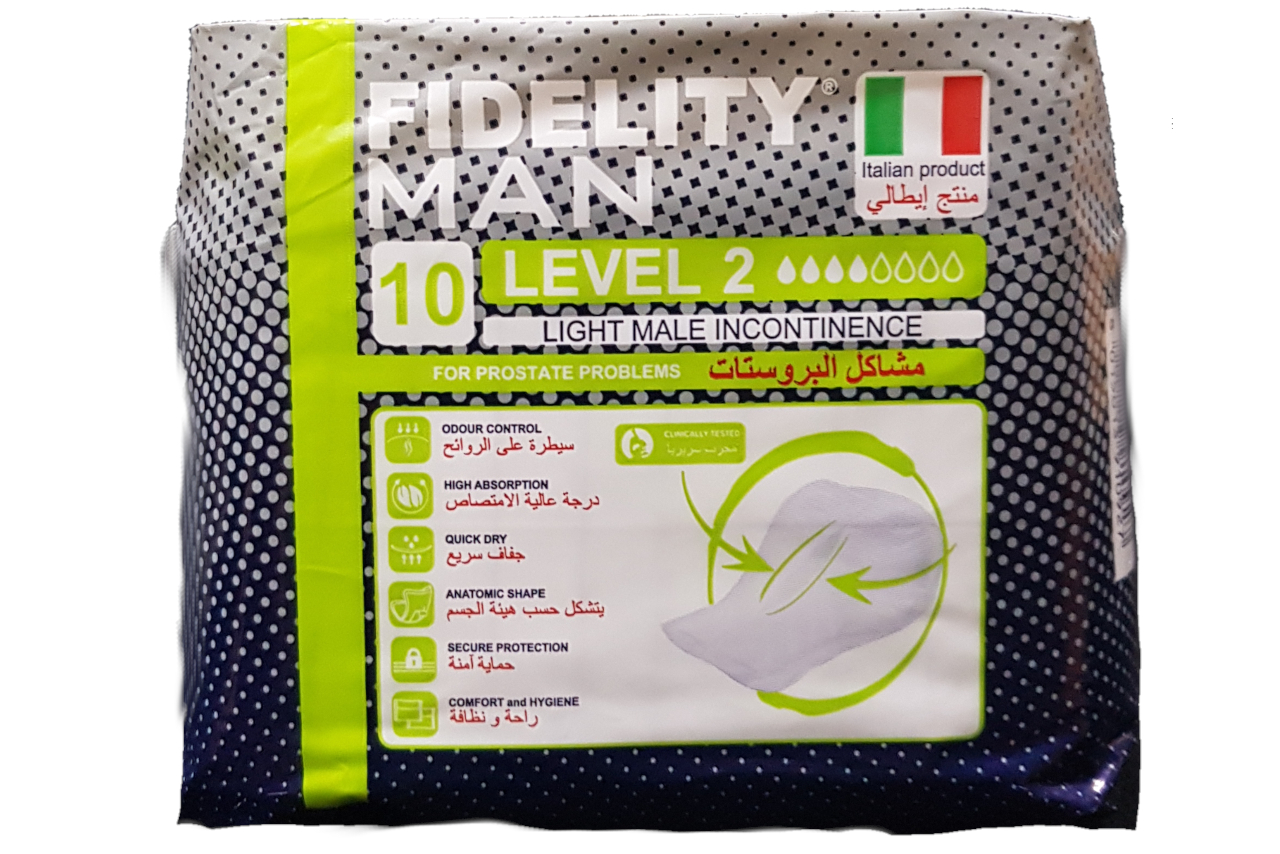 FIDELITY®
MAN
Italian product
منتج إيطالي
10
LEVEL 2
LIGHT MALE INCONTINENCE
FOR PROSTATE PROBLEMS مشاكل البروستات
ODOUR CONTROL
سيطرة على الروائح
CLINICALLY TESTED
مجرب سريريا
HIGH ABSORPTION
درجة عالية الامتصاص
QUICK DRY
جفاف سريع
ANATOMIC SHAPE
يتشكل حسب هيئة الجسم
SECURE PROTECTION
حماية آمنة
COMFORT and HYGIENE
راحة و نظافة